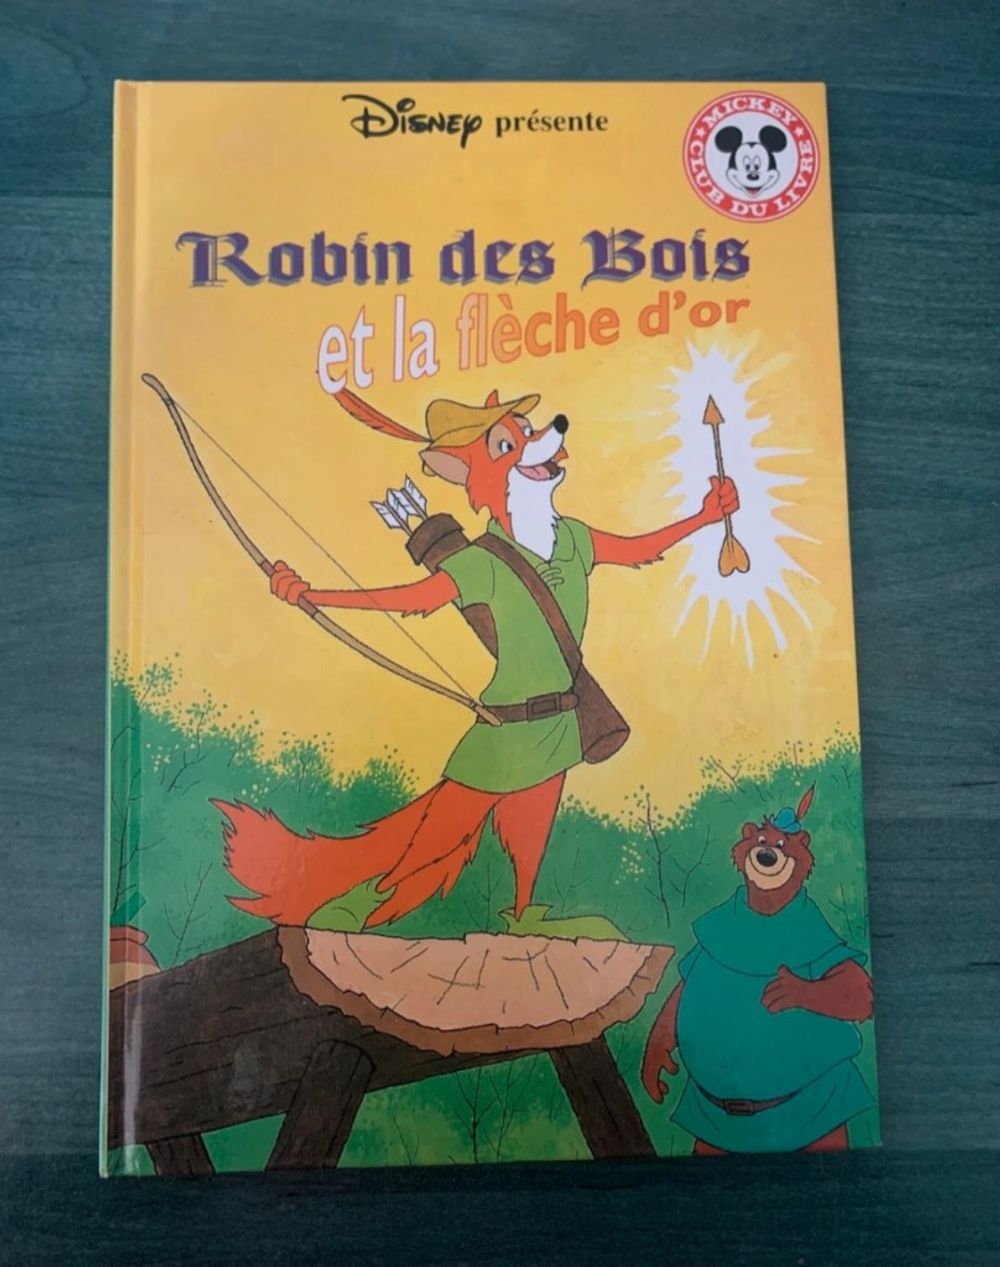 Disney présente
MICKEY
CLUB DU LIVRE
Robin des Bois
et la flèche d'or